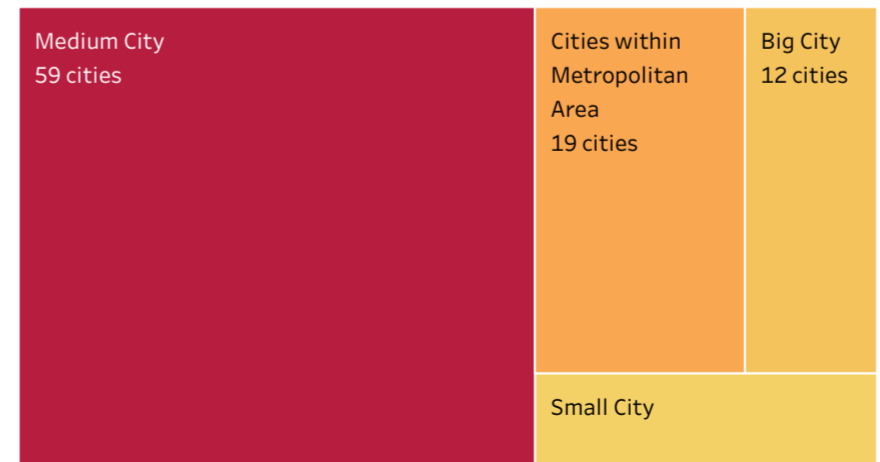 Medium City
59 cities
Cities within
Metropolitan
Area
19 cities
Big City
12 cities
Small City